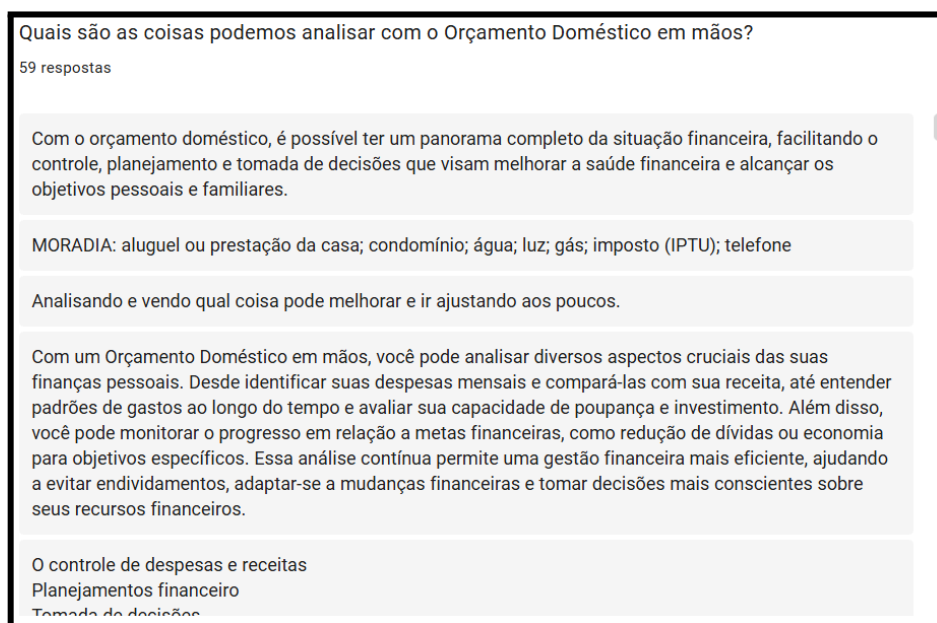 Quais são as coisas podemos analisar com o Orçamento Doméstico em mãos?
59 respostas
Com o orçamento doméstico, é possível ter um panorama completo da situação financeira, facilitando o
controle, planejamento e tomada de decisões que visam melhorar a saúde financeira e alcançar os
objetivos pessoais e familiares.
MORADIA: aluguel ou prestação da casa; condomínio; água; luz; gás; imposto (IPTU); telefone
Analisando e vendo qual coisa pode melhorar e ir ajustando aos poucos.
Com um Orçamento Doméstico em mãos, você pode analisar diversos aspectos cruciais das suas
finanças pessoais. Desde identificar suas despesas mensais e compará-las com sua receita, até entender
padrões de gastos ao longo do tempo e avaliar sua capacidade de poupança e investimento. Além disso,
você pode monitorar o progresso em relação a metas financeiras, como redução de dívidas ou economia
para objetivos específicos. Essa análise contínua permite uma gestão financeira mais eficiente, ajudando
a evitar endividamentos, adaptar-se a mudanças financeiras e tomar decisões mais conscientes sobre
seus recursos financeiros.
O controle de despesas e receitas
Planejamentos financeiro
Tomada de decisões